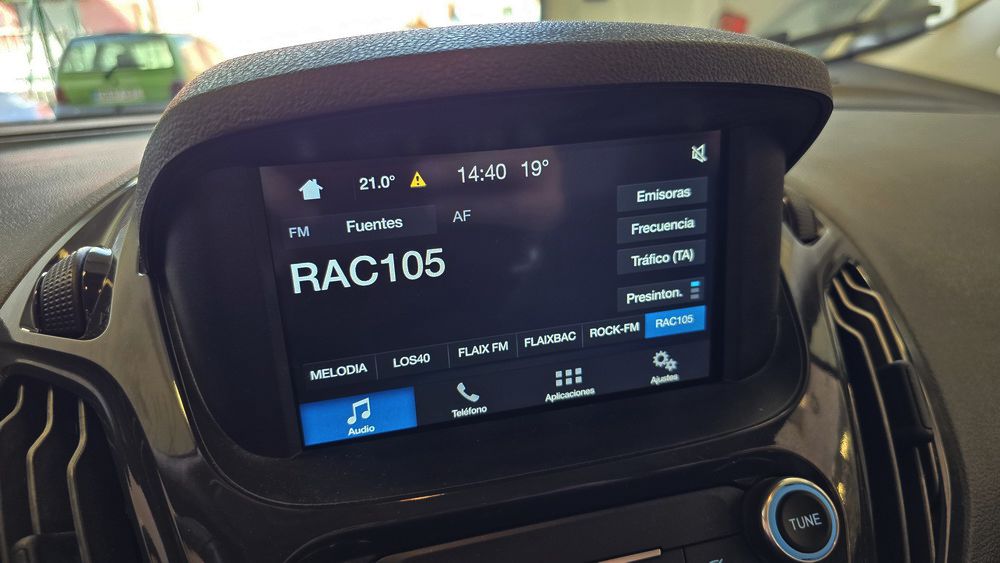 21.0° 14:40 19°
FM Fuentes AF
Emisoras
RAC105
Frecuencia
Tráfico (TA)
Presinton.
MELODIA LOS40 FLAIX FM FLAIXBAC ROCK-FM RAC105
Audio Teléfono Aplicaciones Ajustes
TUNE